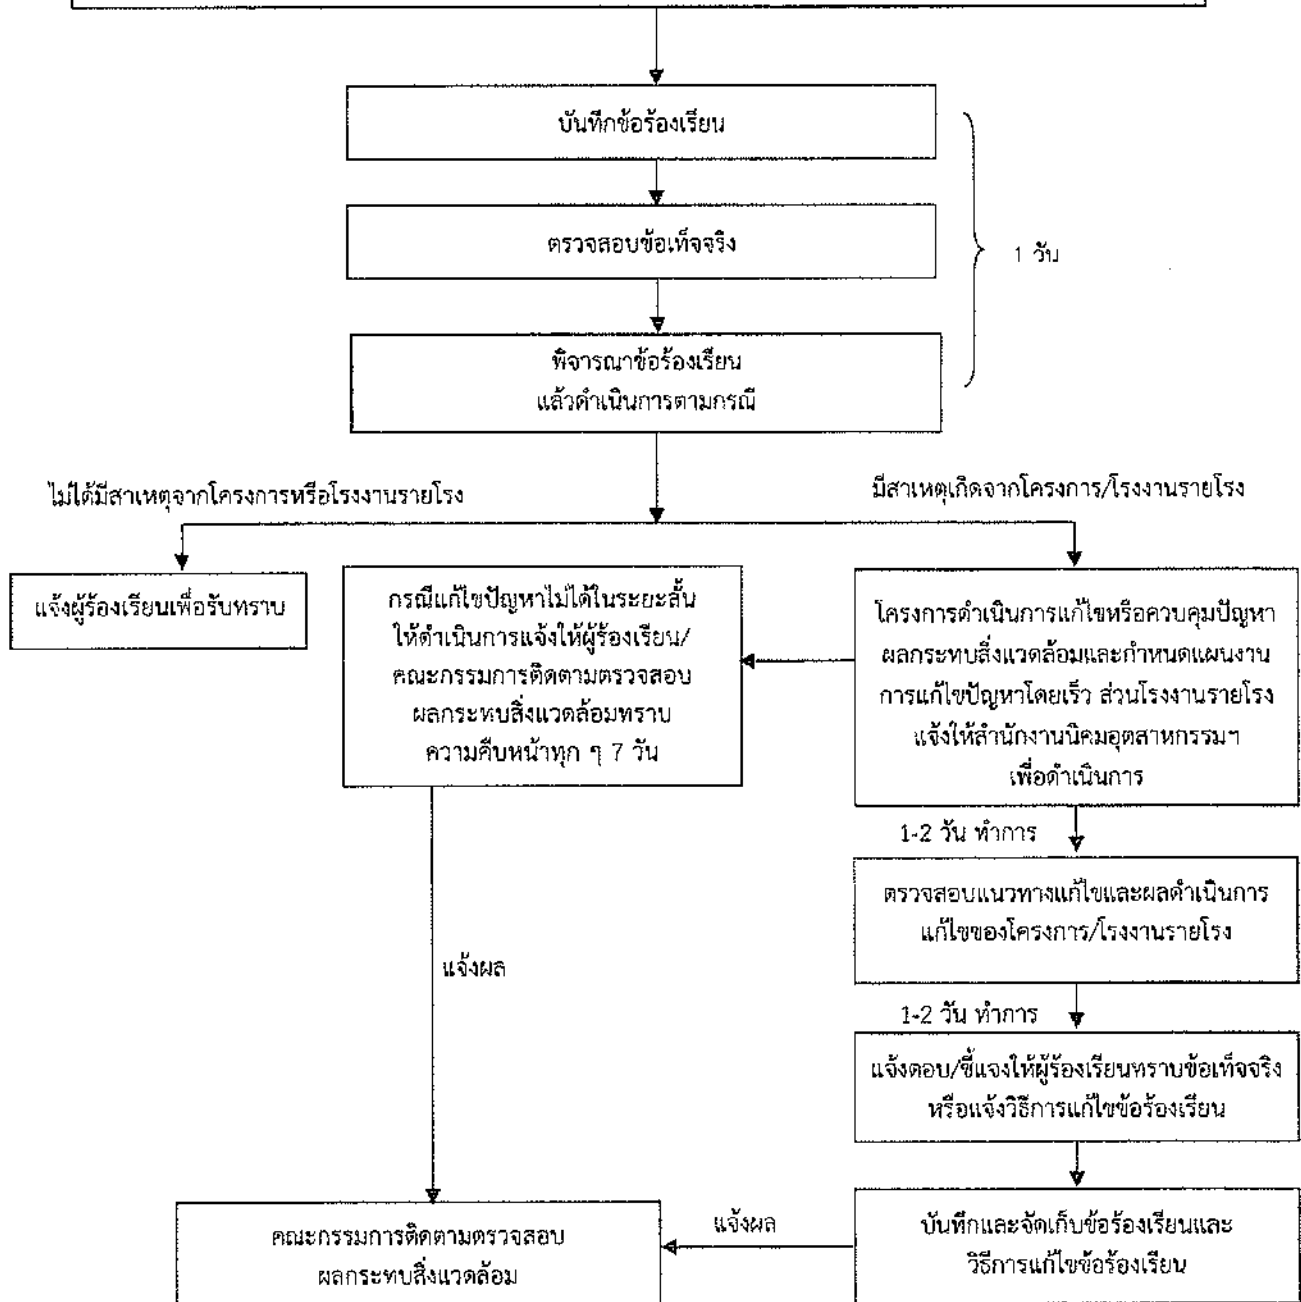 บันทึกข้อร้องเรียน
ตรวจสอบข้อเท็จจริง
1 วัน
พิจารณาข้อร้องเรียน
แล้วดำเนินการตามกรณี
ไม่ได้มีสาเหตุจากโครงการหรือโรงงานรายโรง
มีสาเหตุเกิดจากโครงการ/โรงงานรายโรง
แจ้งผู้ร้องเรียนเพื่อรับทราบ
กรณีแก้ไขปัญหาไม่ได้ในระยะสั้น
ให้ดำเนินการแจ้งให้ผู้ร้องเรียน/
คณะกรรมการติดตามตรวจสอบ
ผลกระทบสิ่งแวดล้อมทราบ
ความคืบหน้าทุก ๆ 7 วัน
โครงการดำเนินการแก้ไขหรือควบคุมปัญหา
ผลกระทบสิ่งแวดล้อมและกำหนดแผนงาน
การแก้ไขปัญหาโดยเร็ว ส่วนโรงงานรายโรง
แจ้งให้สำนักงานนิคมอุตสาหกรรมฯ
เพื่อดำเนินการ
1-2 วัน ทำการ
ตรวจสอบแนวทางแก้ไขและผลดำเนินการ
แก้ไขของโครงการ/โรงงานรายโรง
แจ้งผล
1-2 วัน ทำการ
แจ้งตอบ/ชี้แจงให้ผู้ร้องเรียนทราบข้อเท็จจริง
หรือแจ้งวิธีการแก้ไขข้อร้องเรียน
บันทึกและจัดเก็บข้อร้องเรียนและ
วิธีการแก้ไขข้อร้องเรียน
แจ้งผล
คณะกรรมการติดตามตรวจสอบ
ผลกระทบสิ่งแวดล้อม